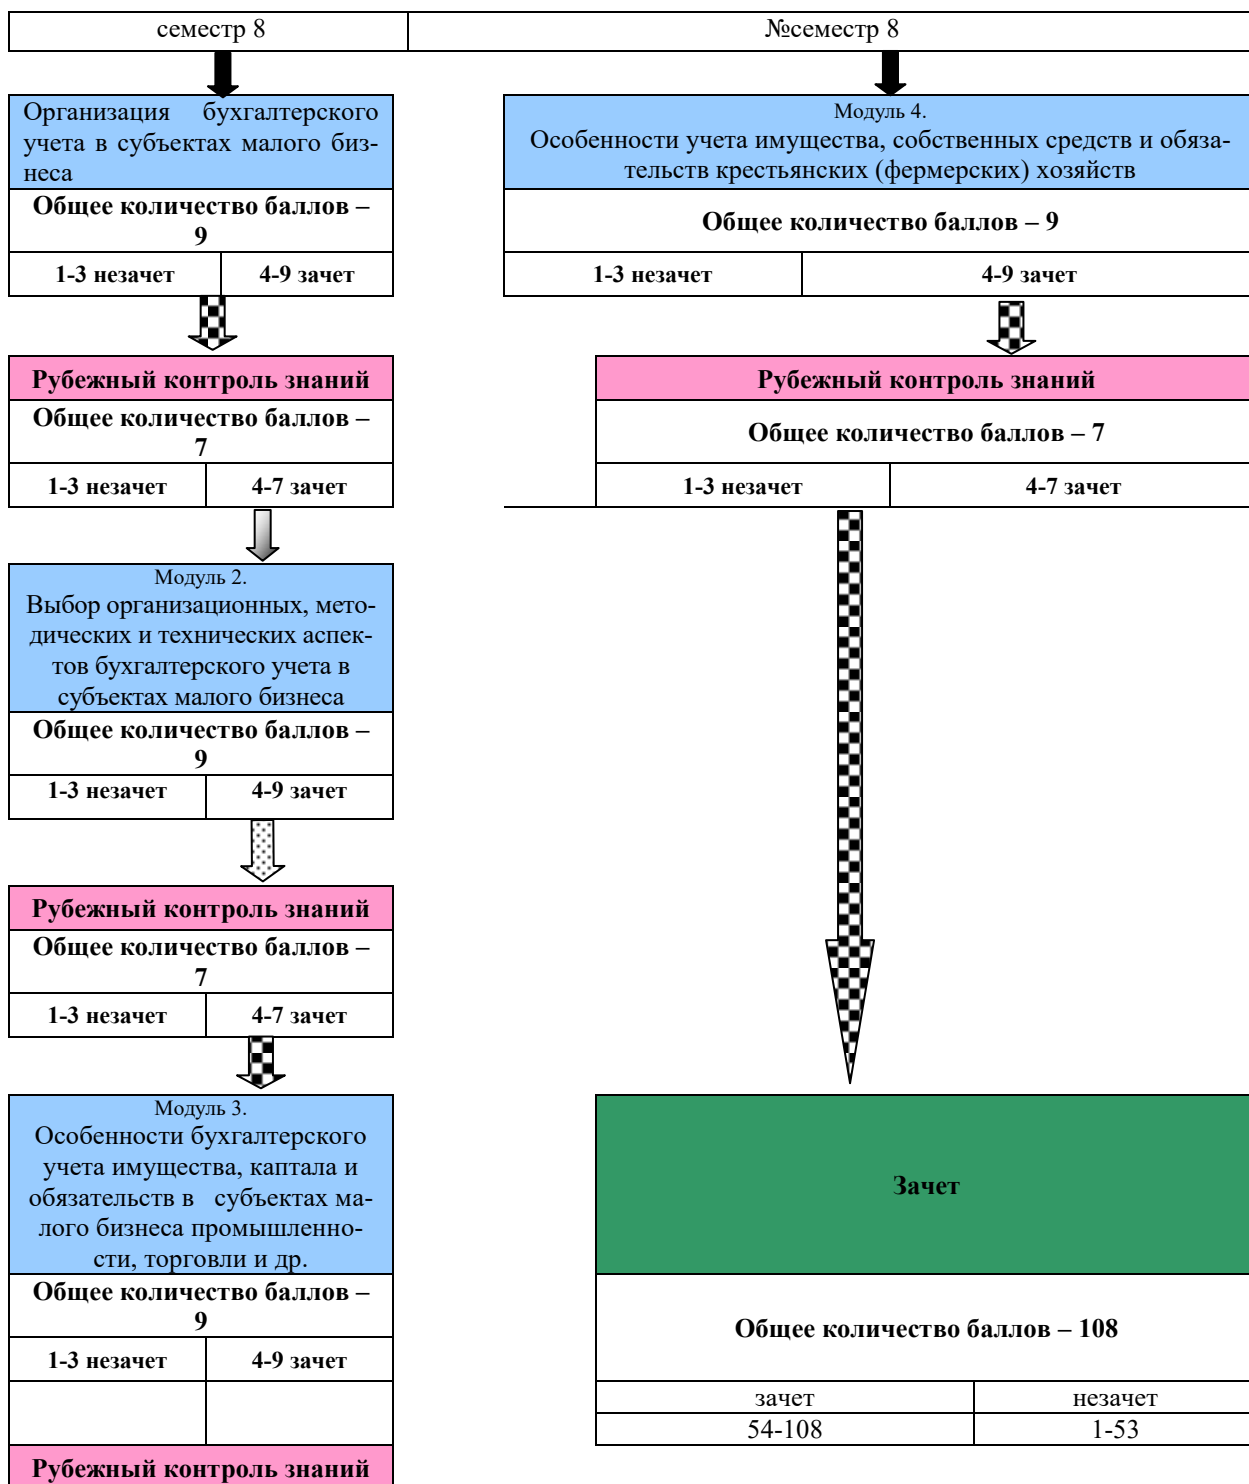 семестр 8
№семестр 8
Организация бухгалтерского
учета в субъектах малого биз-
неса
Общее количество баллов –
9
1-3 незачет
4-9 зачет
Рубежный контроль знаний
Общее количество баллов –
7
1-3 незачет
4-7 зачет
Модуль 2.
Выбор организационных, мето-
дических и технических аспек-
тов бухгалтерского учета в
субъектах малого бизнеса
Общее количество баллов –
9
1-3 незачет
4-9 зачет
Рубежный контроль знаний
Общее количество баллов –
7
1-3 незачет
4-7 зачет
Модуль 3.
Особенности бухгалтерского
учета имущества, каптала и
обязательств в субъектах ма-
лого бизнеса промышленно-
сти, торговли и др.
Общее количество баллов –
9
1-3 незачет
4-9 зачет
Рубежный контроль знаний
Модуль 4.
Особенности учета имущества, собственных средств и обяза-
тельств крестьянских (фермерских) хозяйств
Общее количество баллов – 9
1-3 незачет
4-9 зачет
Рубежный контроль знаний
Общее количество баллов – 7
1-3 незачет
4-7 зачет
Зачет
Общее количество баллов – 108
зачет
незачет
54-108
1-53